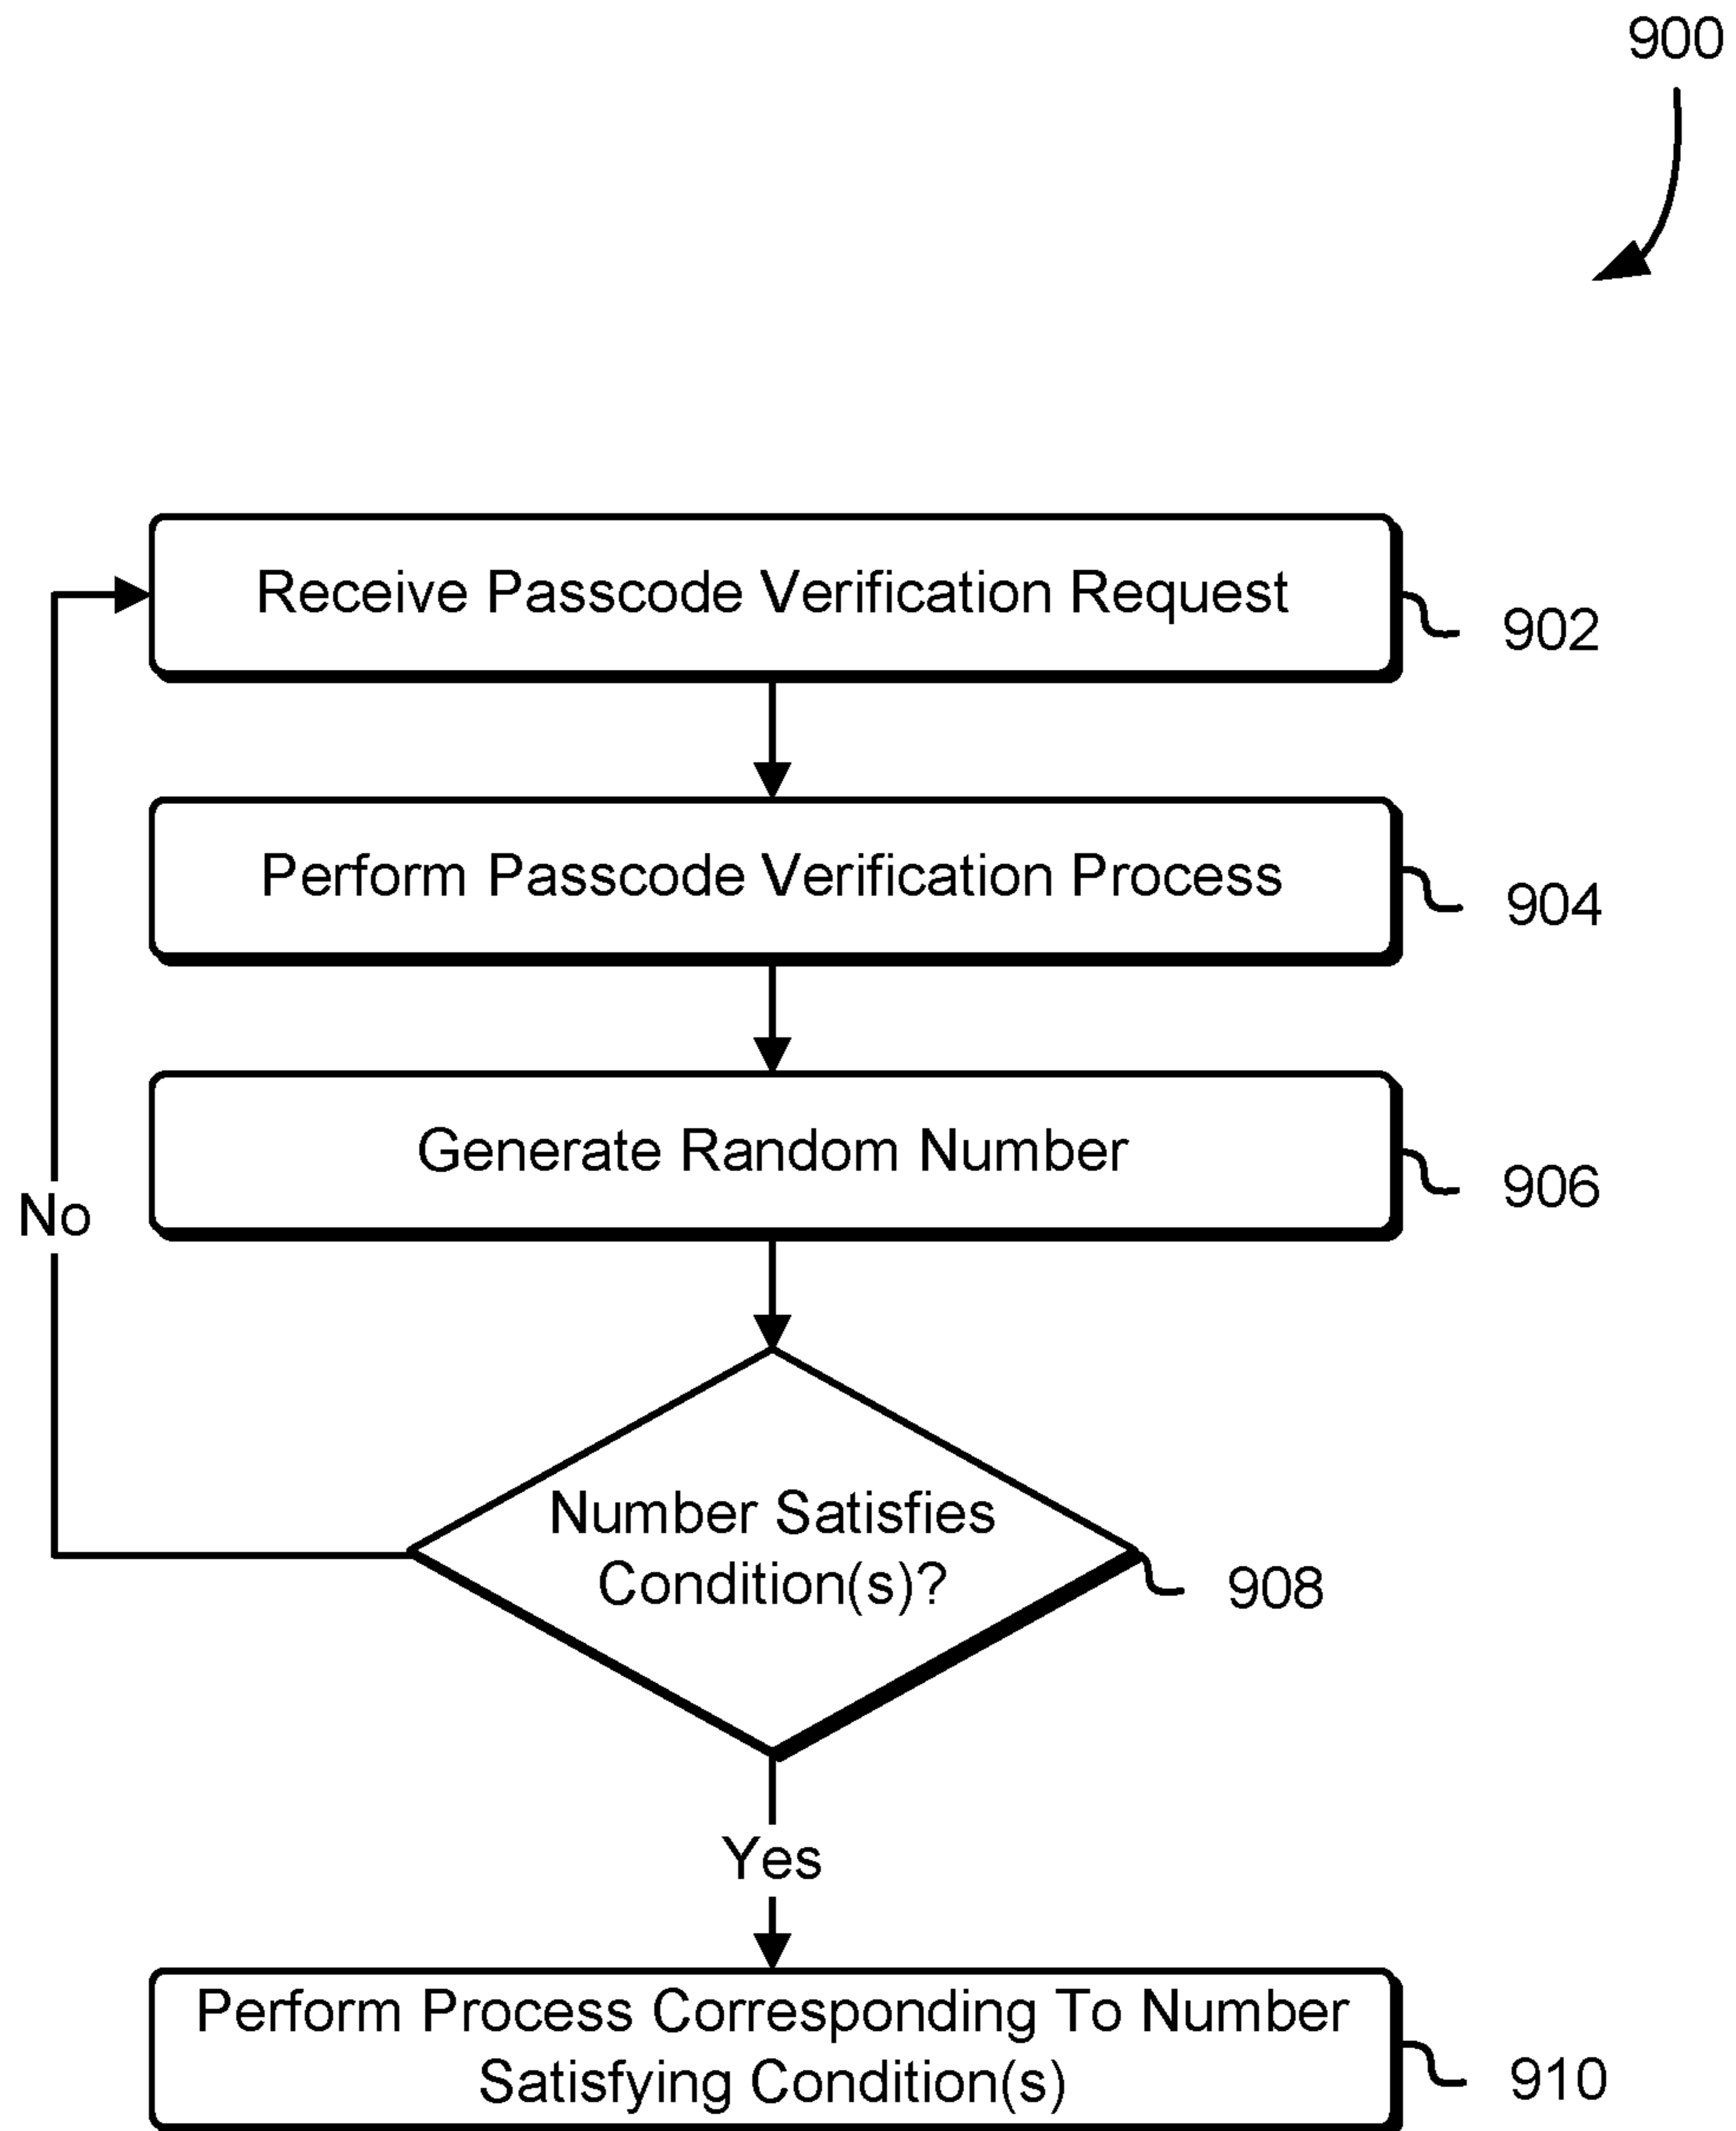 900
Receive Passcode Verification Request
902
Perform Passcode Verification Process
904
Generate Random Number
906
No
Number Satisfies
Condition(s)?
908
Yes
Perform Process Corresponding To Number
Satisfying Condition(s)
910